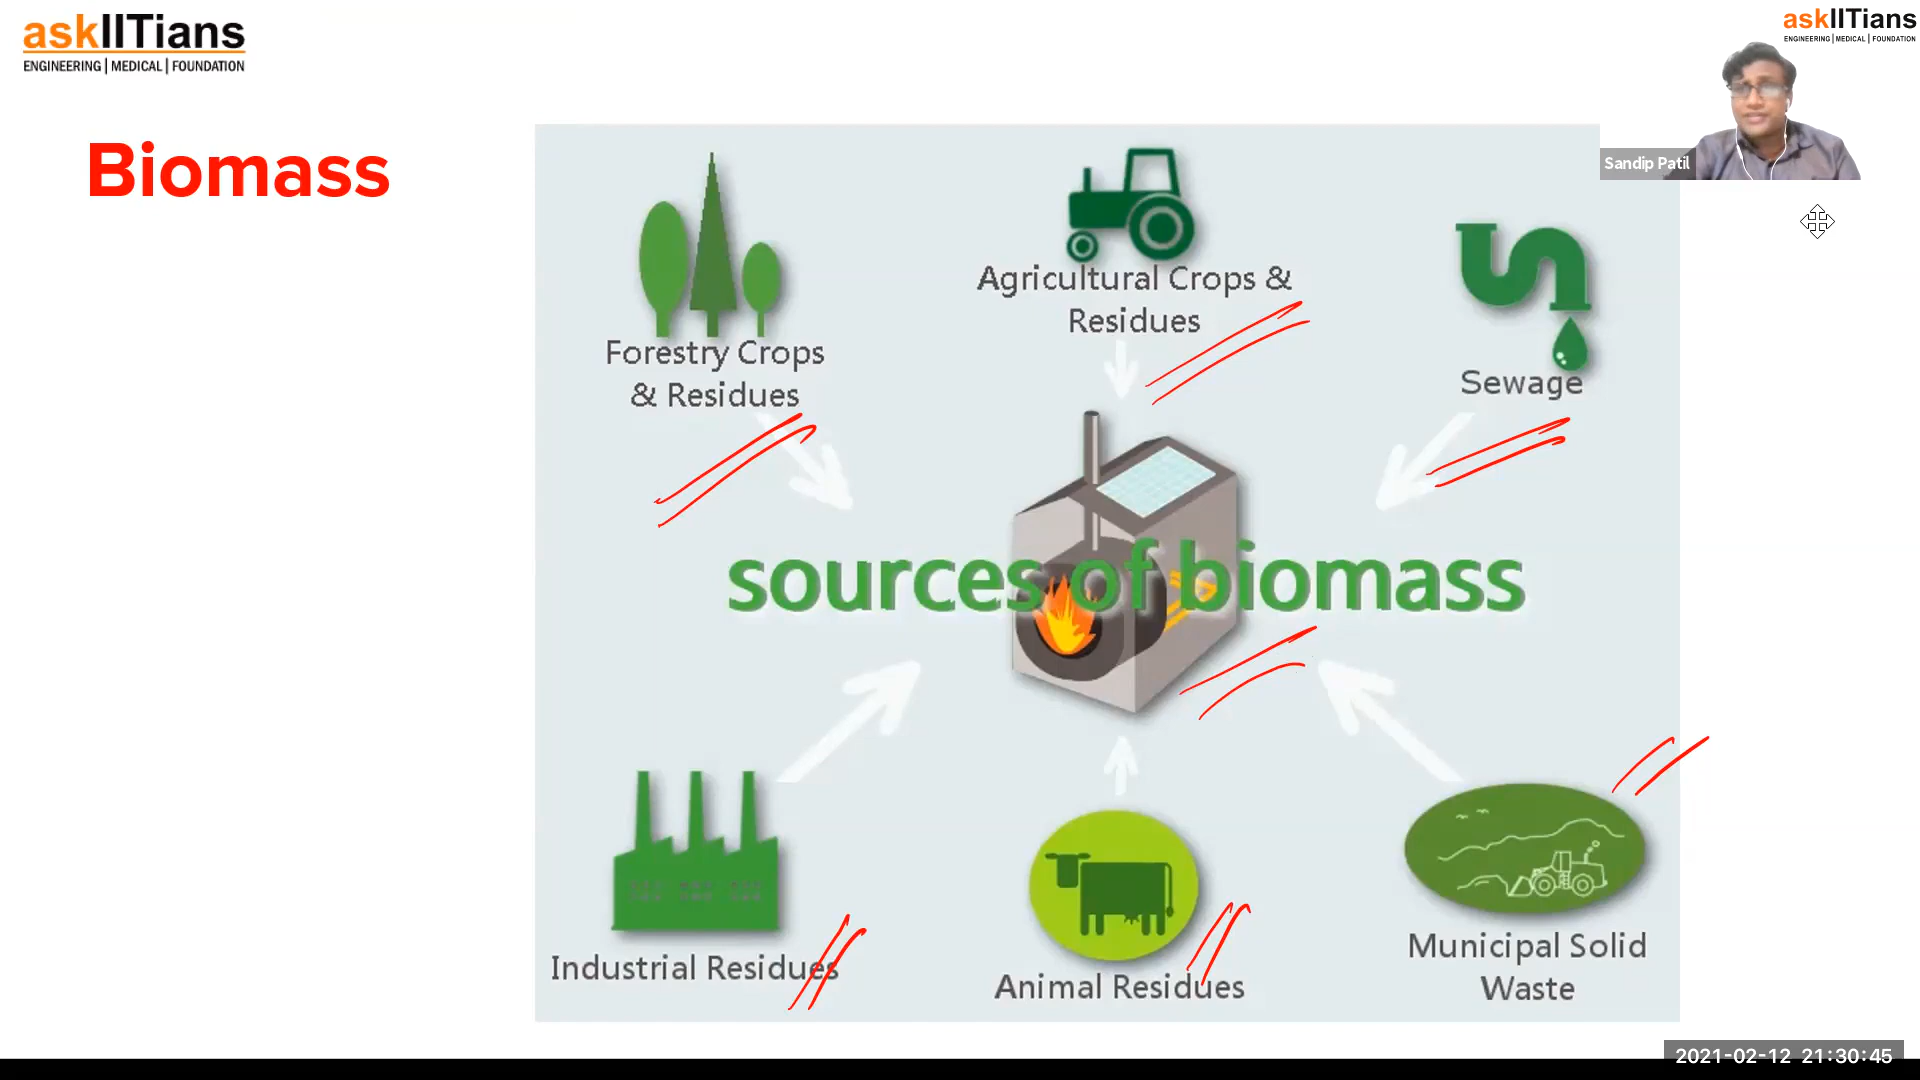 askIITians
ENGINEERING | MEDICAL | FOUNDATION
askIITians
ENGINEERING | MEDICAL | FOUNDATION
Sandip Patil
Biomass
Forestry Crops
& Residues
Agricultural Crops &
Residues
Sewage
sources of biomass
Industrial Residues
Animal Residues
Municipal Solid
Waste
2021-02-12 21:30:45